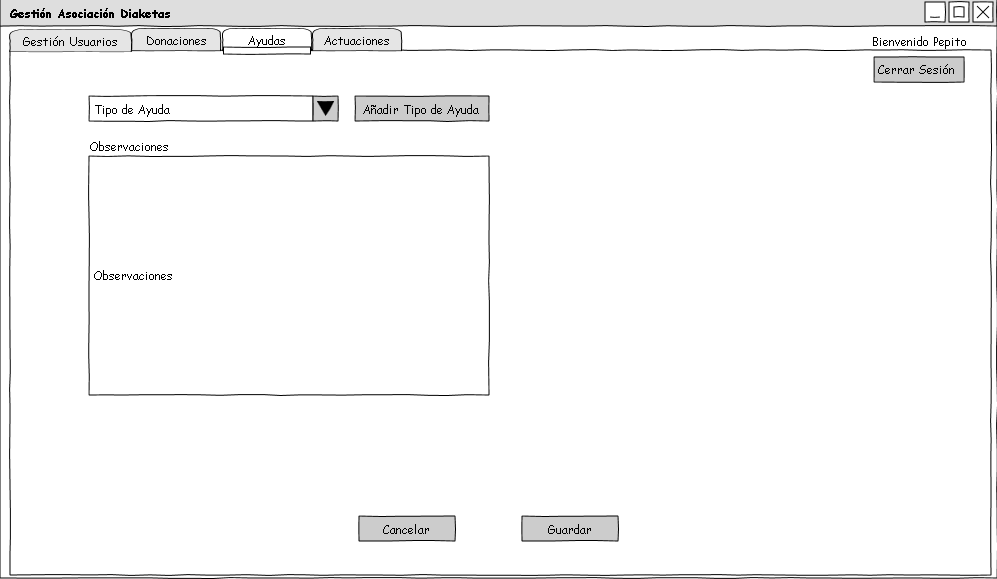 Gestión Asociación Diaketas
Gestión Usuarios
Donaciones
Ayudas
Actuaciones
Bienvenido Pepito
Cerrar Sesión
Tipo de Ayuda
Añadir Tipo de Ayuda
Observaciones
Observaciones
Cancelar
Guardar